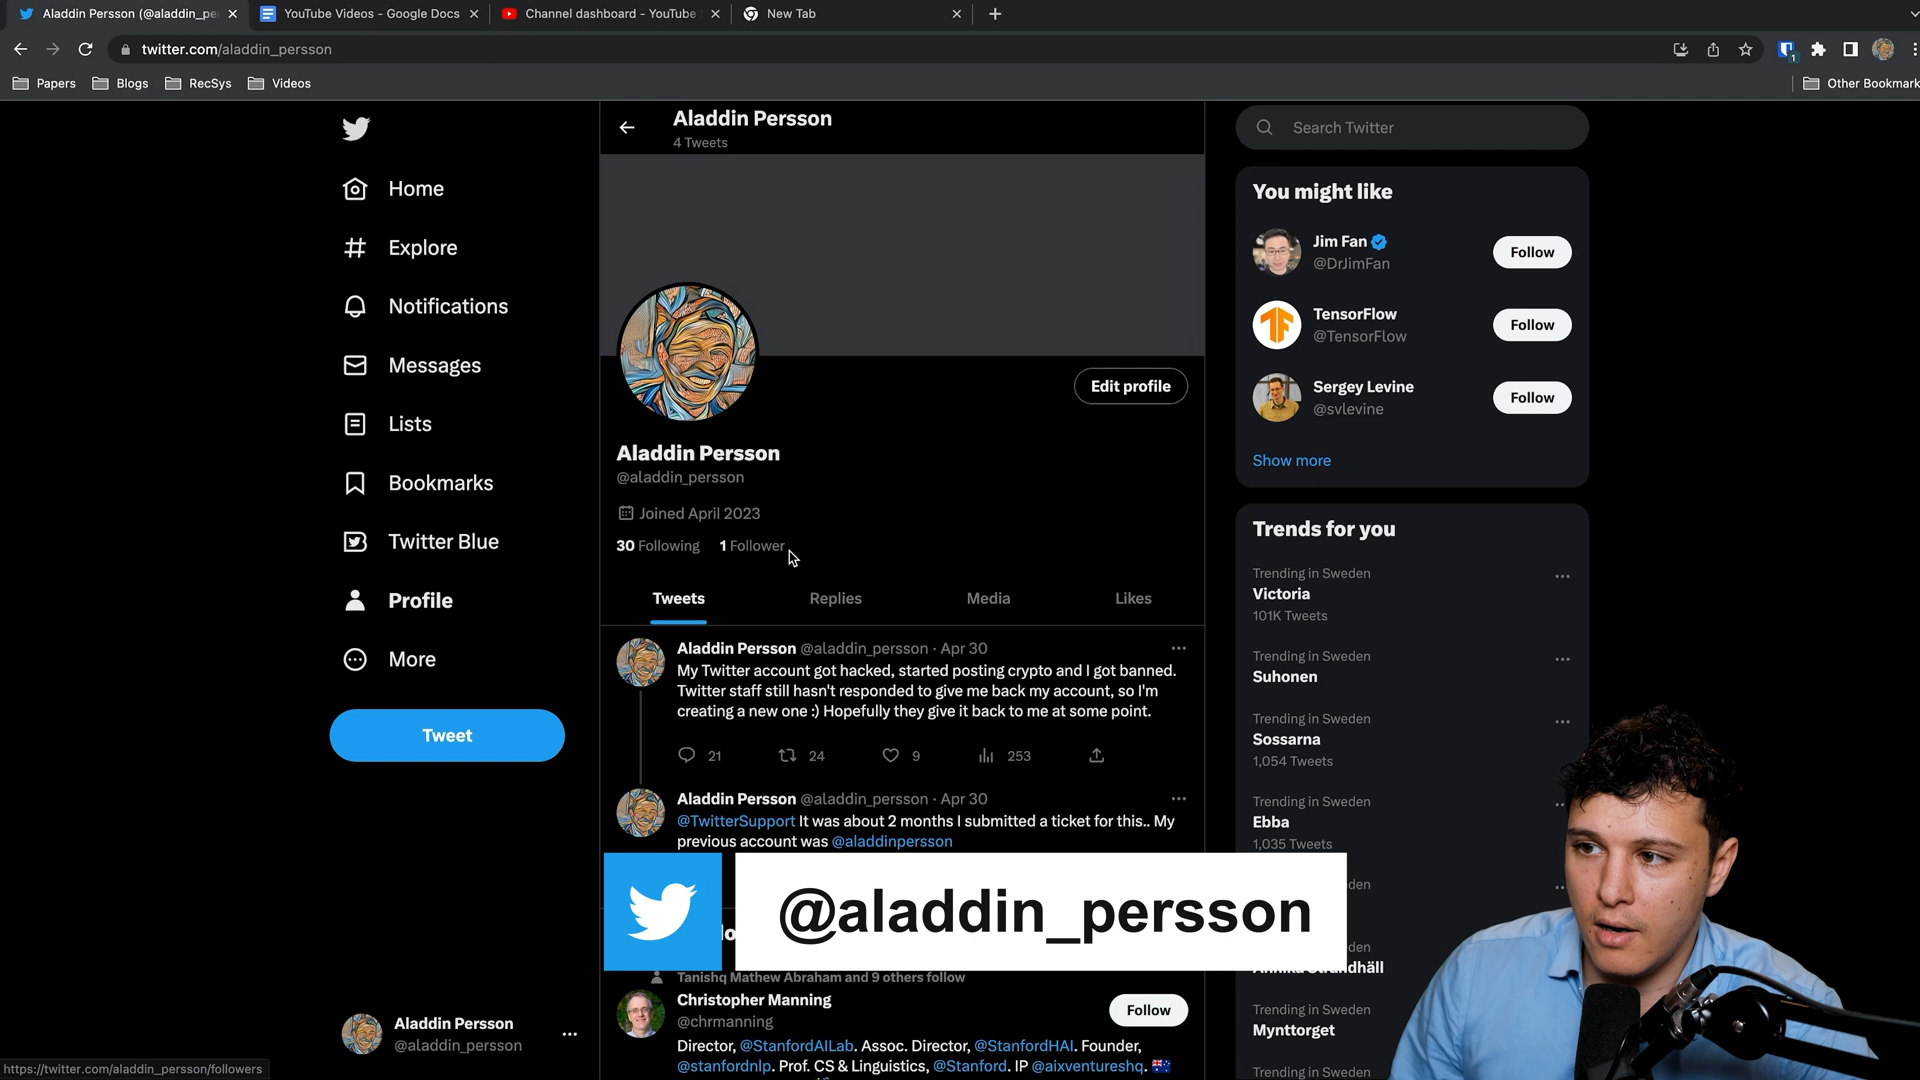 Aladdin Persson (@aladdin_pe
YouTube Videos - Google Docs
Channel dashboard - YouTube
New Tab
twitter.com/aladdin_persson
1
Papers
Blogs
RecSys
Videos
Other Bookmark
Home
Explore
Notifications
Messages
Lists
Bookmarks
Twitter Blue
Profile
More
Tweet
Aladdin Persson
@aladdin_persson
https://twitter.com/aladdin_persson/followers
Aladdin Persson
4 Tweets
Edit profile
Aladdin Persson
@aladdin_persson
Joined April 2023
30 Following 1 Follower
Tweets
Replies
Media
Likes
Aladdin Persson @aladdin_persson · Apr 30
My Twitter account got hacked, started posting crypto and I got banned.
Twitter staff still hasn't responded to give me back my account, so I'm
creating a new one :) Hopefully they give it back to me at some point.
21
24
9
253
Aladdin Persson @aladdin_persson · Apr 30
@TwitterSupport It was about 2 months I submitted a ticket for this.. My
previous account was @aladdinpersson
@aladdin_persson
Tanishq Mathew Abraham and 9 others follow
Christopher Manning
@chrmanning
Follow
Director, @StanfordAILab. Assoc. Director, @StanfordHAI. Founder,
@stanfordnlp. Prof. CS & Linguistics, @Stanford. IP @aixventureshq. 🇦🇺
Search Twitter
You might like
Jim Fan
@DrJimFan
Follow
TensorFlow
@TensorFlow
Follow
Sergey Levine
@svlevine
Follow
Show more
Trends for you
Trending in Sweden
Victoria
101K Tweets
Trending in Sweden
Suhonen
Trending in Sweden
Sossarna
1,054 Tweets
Trending in Sweden
Ebba
1,035 Tweets
den
den
Annika Strandhäll
Trending in Sweden
Mynttorget
Trending in Sweden